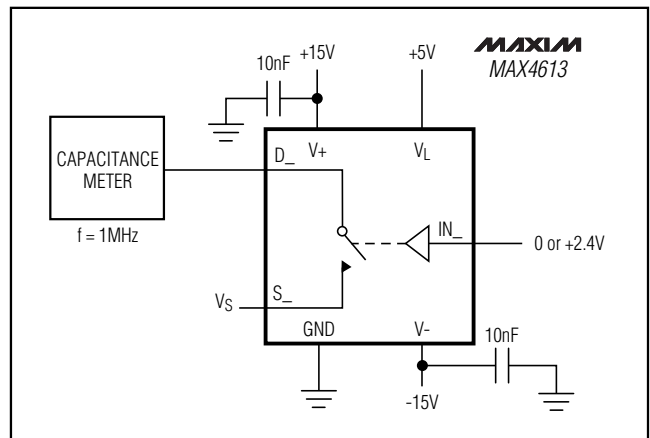 MAXIM
MAX4613
+15V
+5V
10nF
CAPACITANCE
METER
f = 1MHz
D_
V+
VL
IN_
0 or +2.4V
VS
S_
GND
V-
10nF
-15V